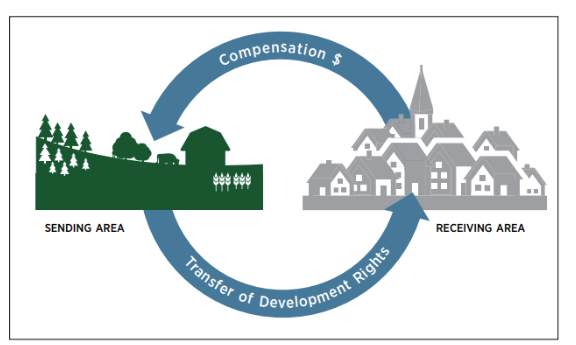 Compensation $
SENDING AREA
RECEIVING AREA
Transfer of Development Rights